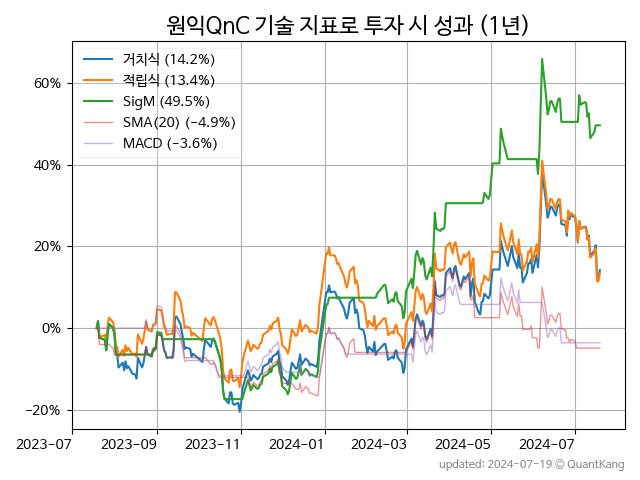 원익QnC 기술 지표로 투자 시 성과 (1년)
거치식 (14.2%)
적립식 (13.4%)
SigM (49.5%)
SMA(20) (−4.9%)
MACD (−3.6%)
60%
40%
20%
0%
−20%
2023-07 2023-09 2023-11 2024-01 2024-03 2024-05 2024-07
updated: 2024-07-19 © QuantKang